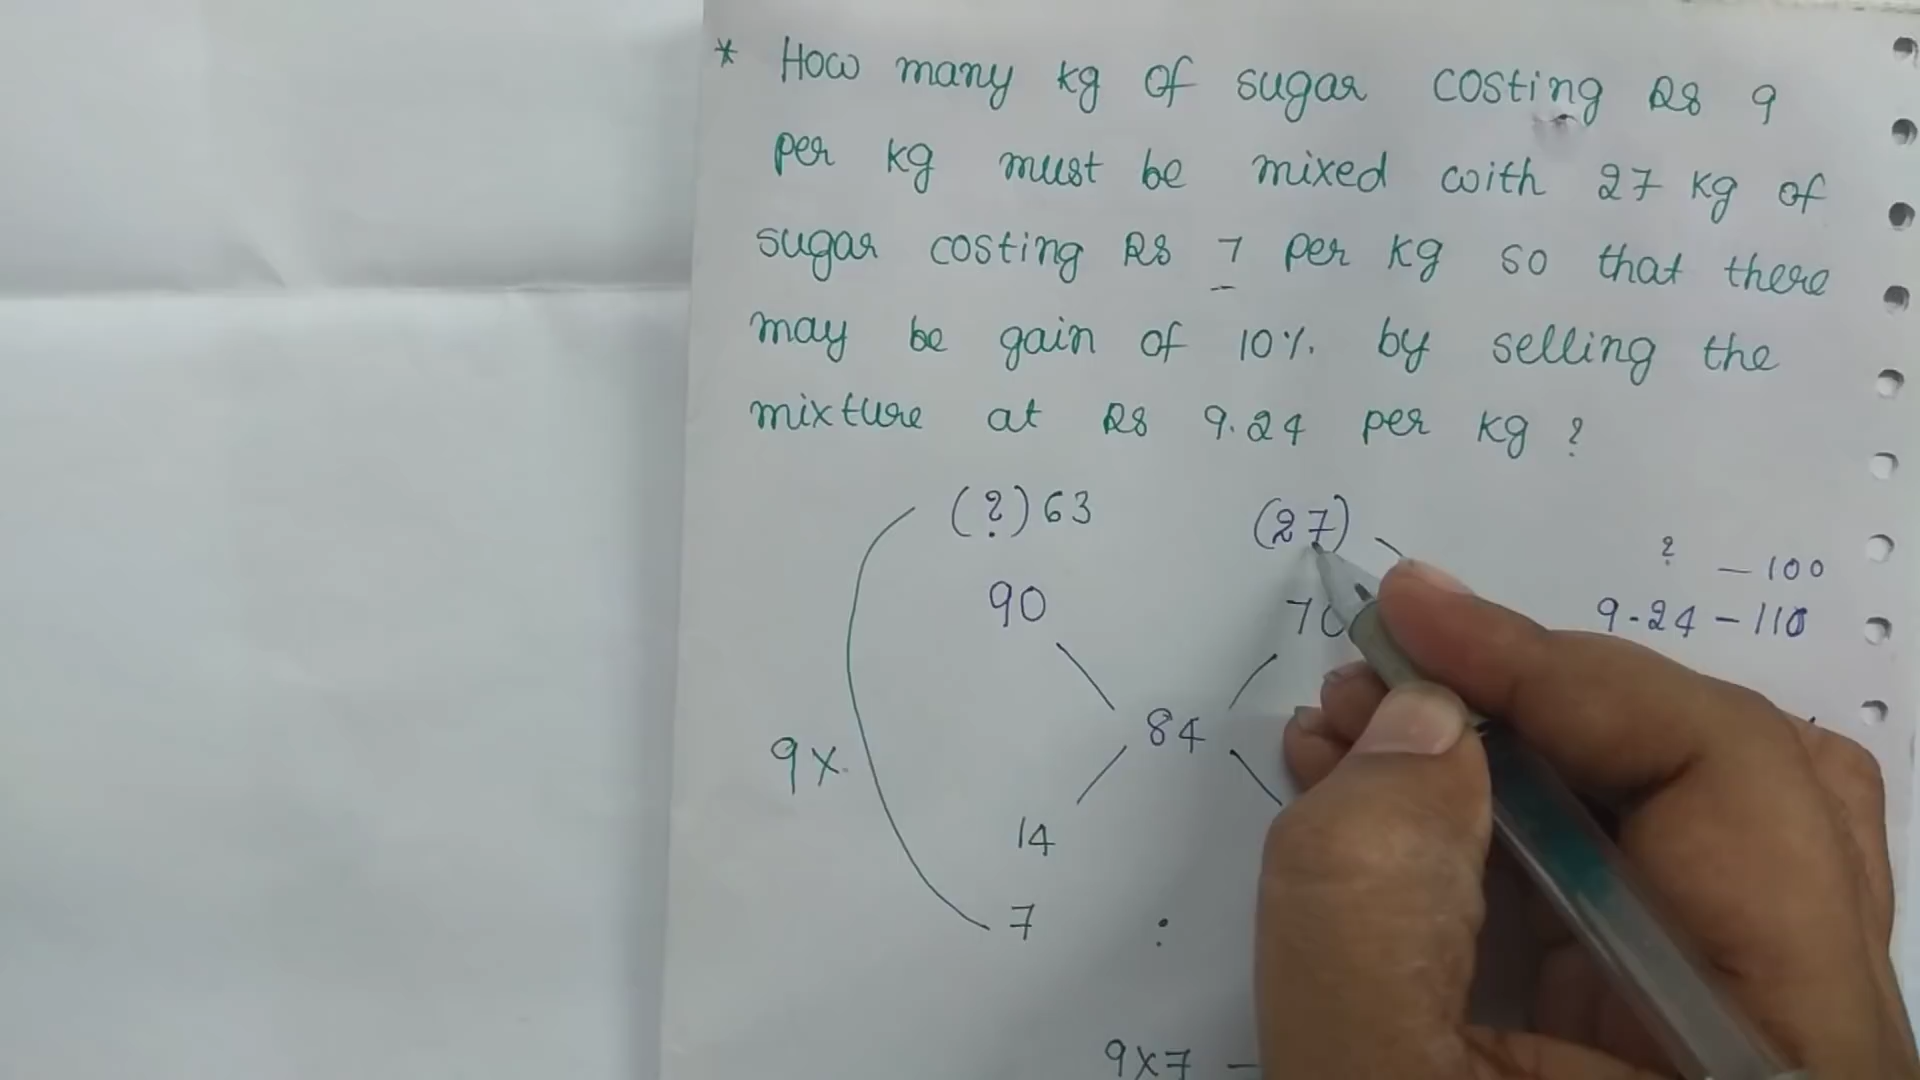 * How many kg of sugar costing Rs 9
per kg must be mixed with 27 kg of
sugar costing Rs 7 per kg so that there
may be gain of 10% by selling the
mixture at Rs 9.24 per kg ?
(?) 63 (27)
? — 100
90 70
9.24 — 110
84
9x
14
7 :
9x7 —